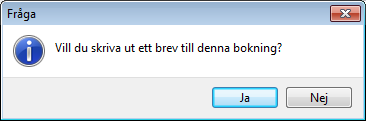 Fråga
Vill du skriva ut ett brev till denna bokning?
Ja
Nej